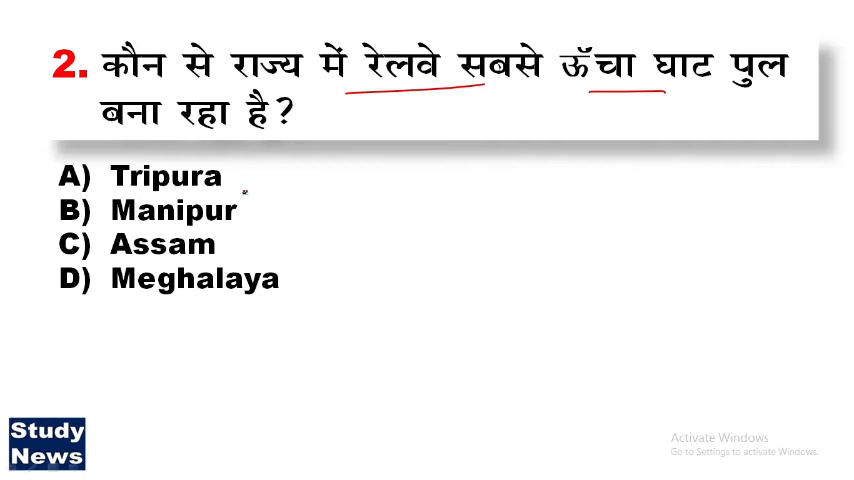 2. कौन से राज्य में रेलवे सबसे ऊँचा घाट पुल
बना रहा है?
A) Tripura
B) Manipur
C) Assam
D) Meghalaya
Study
News
Activate Windows
Go to Settings to activate Windows.